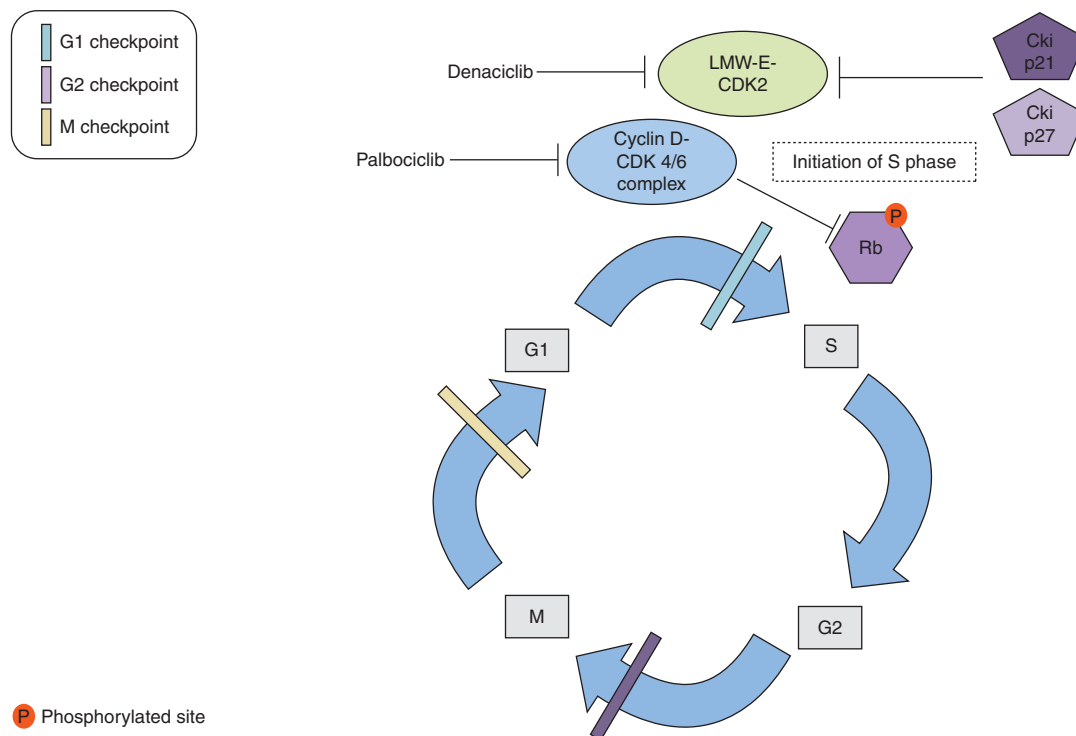 G1 checkpoint
G2 checkpoint
M checkpoint
Denaciclib
LMW-E-
CDK2
Cki
p21
Cki
p27
Palbociclib
Cyclin D-
CDK 4/6
complex
Initiation of S phase
P
Rb
G1
S
M
G2
P Phosphorylated site